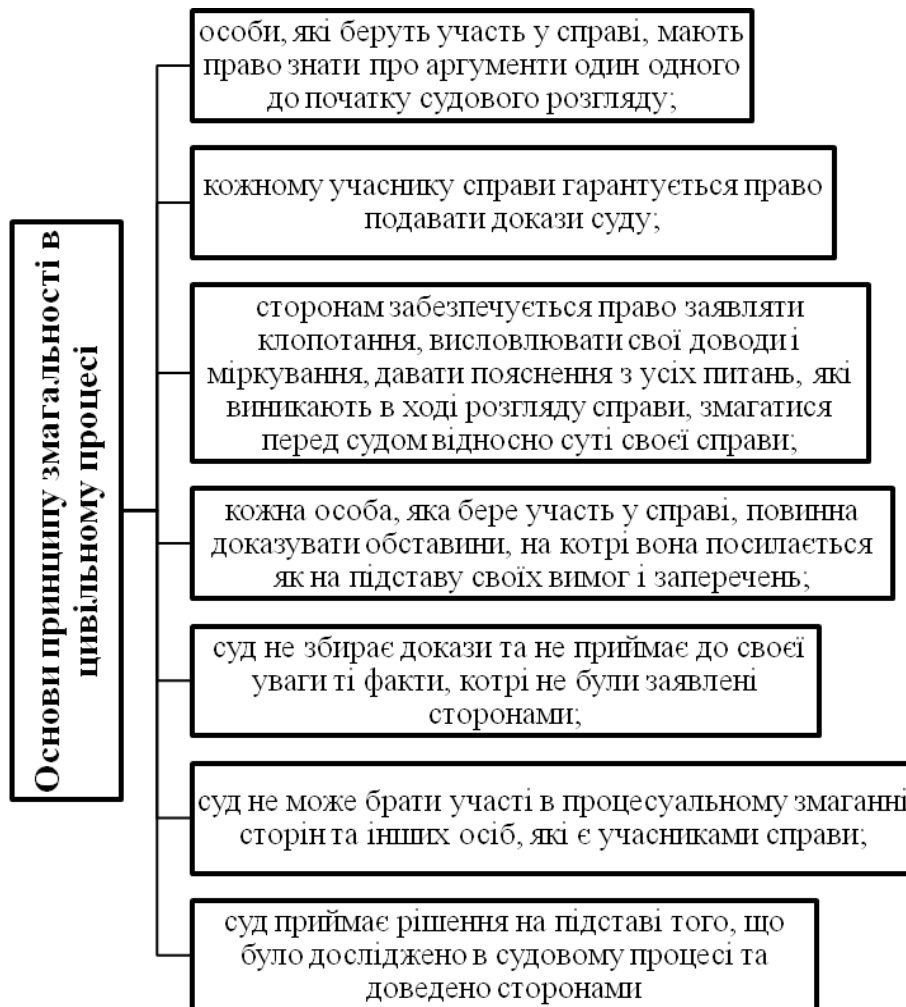 Основи принципу змагальності в
цивільному процесі
особи, які беруть участь у справі, мають
право знати про аргументи один одного
до початку судового розгляду;
кожному учаснику справи гарантується право
подавати докази суду;
сторонам забезпечується право заявляти
клопотання, висловлювати свої доводи і
міркування, давати пояснення з усіх питань, які
виникають в ході розгляду справи, змагатися
перед судом відносно суті своєї справи;
кожна особа, яка бере участь у справі, повинна
доказувати обставини, на котрі вона посилається
як на підставу своїх вимог і заперечень;
суд не збирає докази та не приймає до своєї
уваги ті факти, котрі не були заявлені
сторонами;
суд не може брати участі в процесуальному змаганні
сторін та інших осіб, які є учасниками справи;
суд приймає рішення на підставі того, що
було досліджено в судовому процесі та
доведено сторонами